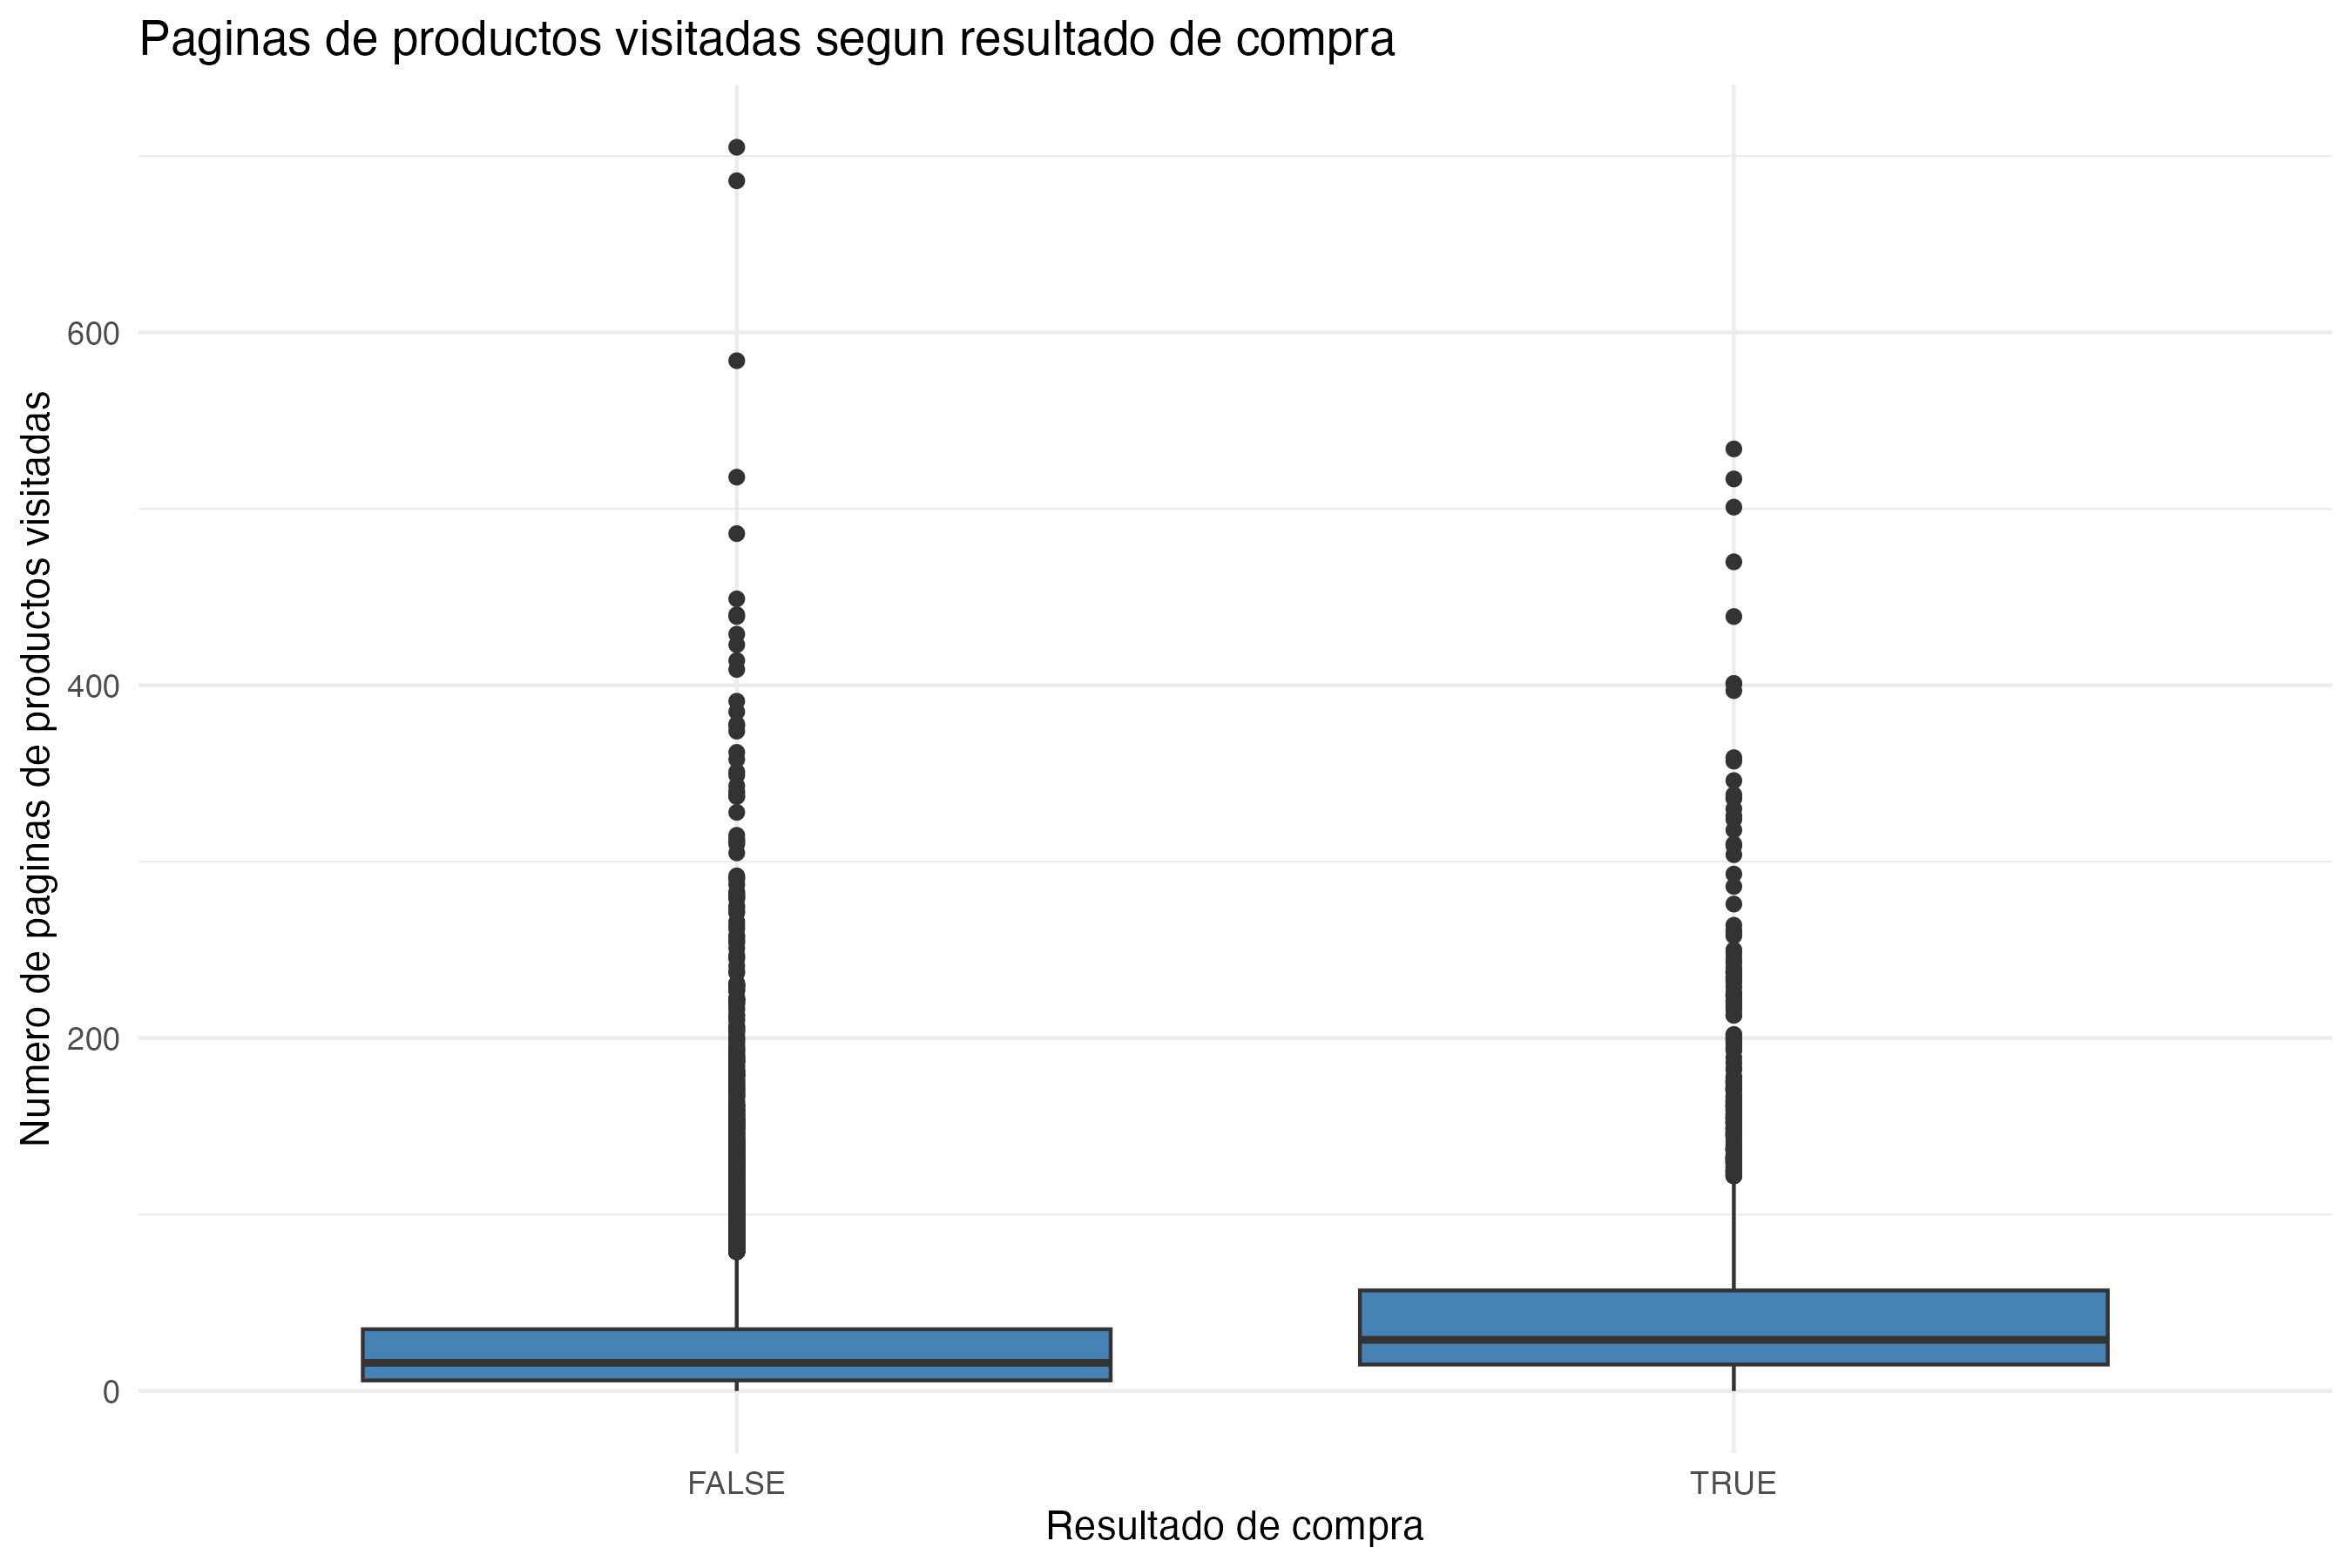 Paginas de productos visitadas segun resultado de compra
Numero de paginas de productos visitadas
600
400
200
0
FALSE
TRUE
Resultado de compra